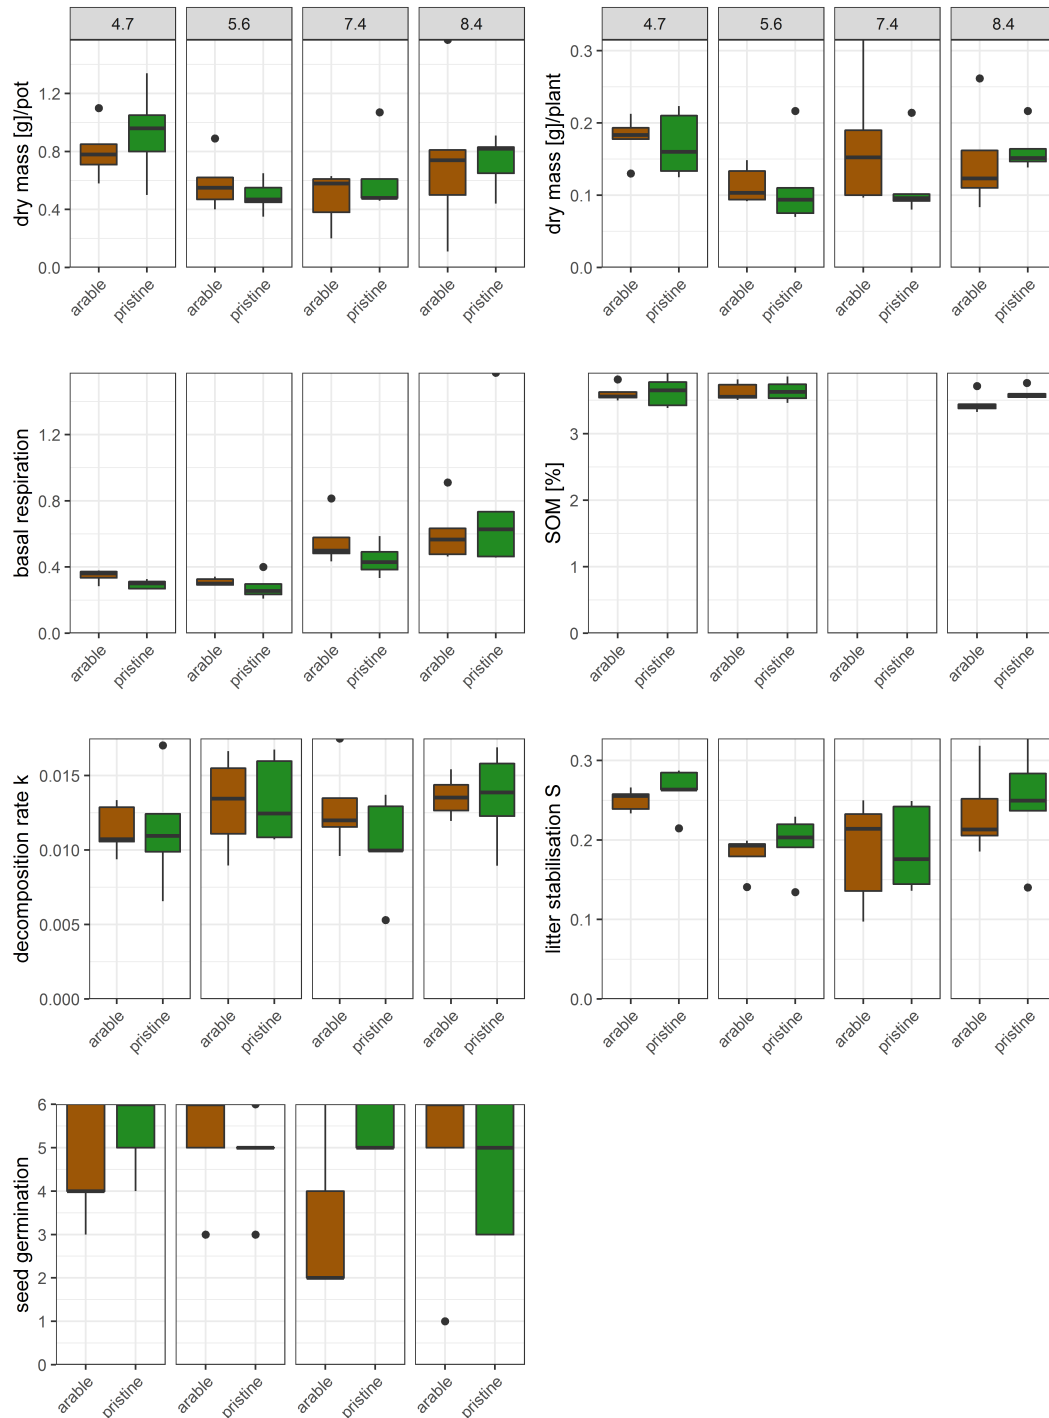 4.7 5.6 7.4 8.4
dry mass [g]/pot
1.2
0.8
0.4
0.0
arable pristine arable pristine arable pristine arable pristine
4.7 5.6 7.4 8.4
dry mass [g]/plant
0.3
0.2
0.1
0.0
arable pristine arable pristine arable pristine arable pristine
basal respiration
1.2
0.8
0.4
0.0
arable pristine arable pristine arable pristine arable pristine
SOM [%]
3
2
1
0
arable pristine arable pristine arable pristine arable pristine
decomposition rate k
0.015
0.010
0.005
0.000
arable pristine arable pristine arable pristine arable pristine
litter stabilisation S
0.3
0.2
0.1
0.0
arable pristine arable pristine arable pristine arable pristine
seed germination
6
5
4
3
2
1
0
arable pristine arable pristine arable pristine arable pristine